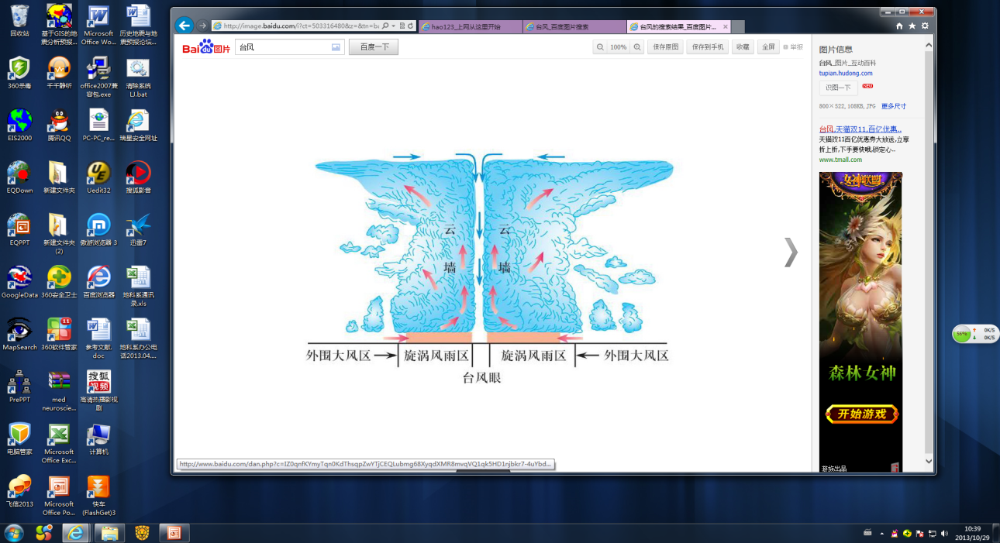 回收站
基于GIS的地
震分析预报...
Microsoft
Office Wo...
历史地震与地
震预报论坛...
360杀毒
千千静听
office2007兼
容包.exe
清除系统
LJ.bat
EIS2000
腾讯QQ
PC-PC_re...
瑞星安全网址
EQDown
新建文件夹
Uedit32
搜狐影音
EQPPT
新建文件夹
(2)
傲游浏览器 3
迅雷7
GoogleData
360安全卫士
百度浏览器
地科系通讯
录.xls
MapSearch
11
360软件管家
参考文献.
doc
地科系办公电
话2013.04....
PrePPT
med
neuroscie...
搜狐
视频
高清热播影视
剧
电脑管家
Microsoft
Office Exc...
计算机
飞信2013
Microsoft
Office Po...
快车
(FlashGet)3
http://image.baidu.com/i?ct=503316480&z=&tn=ba
hao123_上网从这里开始
台风_百度图片搜索
台风的搜索结果_百度图片...
Bai du 图片
台风
百度一下
100%
保存原图
保存到手机
收藏
全屏
举报
云 云
墙 墙
外围大风区
旋涡风雨区
旋涡风雨区
外围大风区
台风眼
图片信息
台风_图片_互动百科
tupian.hudong.com
识图一下
800×522, 108KB, JPG 更多尺寸
台风,天猫双11,百亿优惠..
天猫双11百亿优惠券大放送,立享
折上折,下手要快哦,锁定心...
www.tmall.com
女神联盟
森林女神
开始游戏
游族出品
http://www.baidu.com/dan.php?c=IZ0qnfKYmyTqn0KdThsqpZwYTjCEQLubmg68XyqdXMR8mvqVQ1qk5HD1njbkr7-4uYbd...
56%
0K/S
0K/S
10:39
2013/10/29